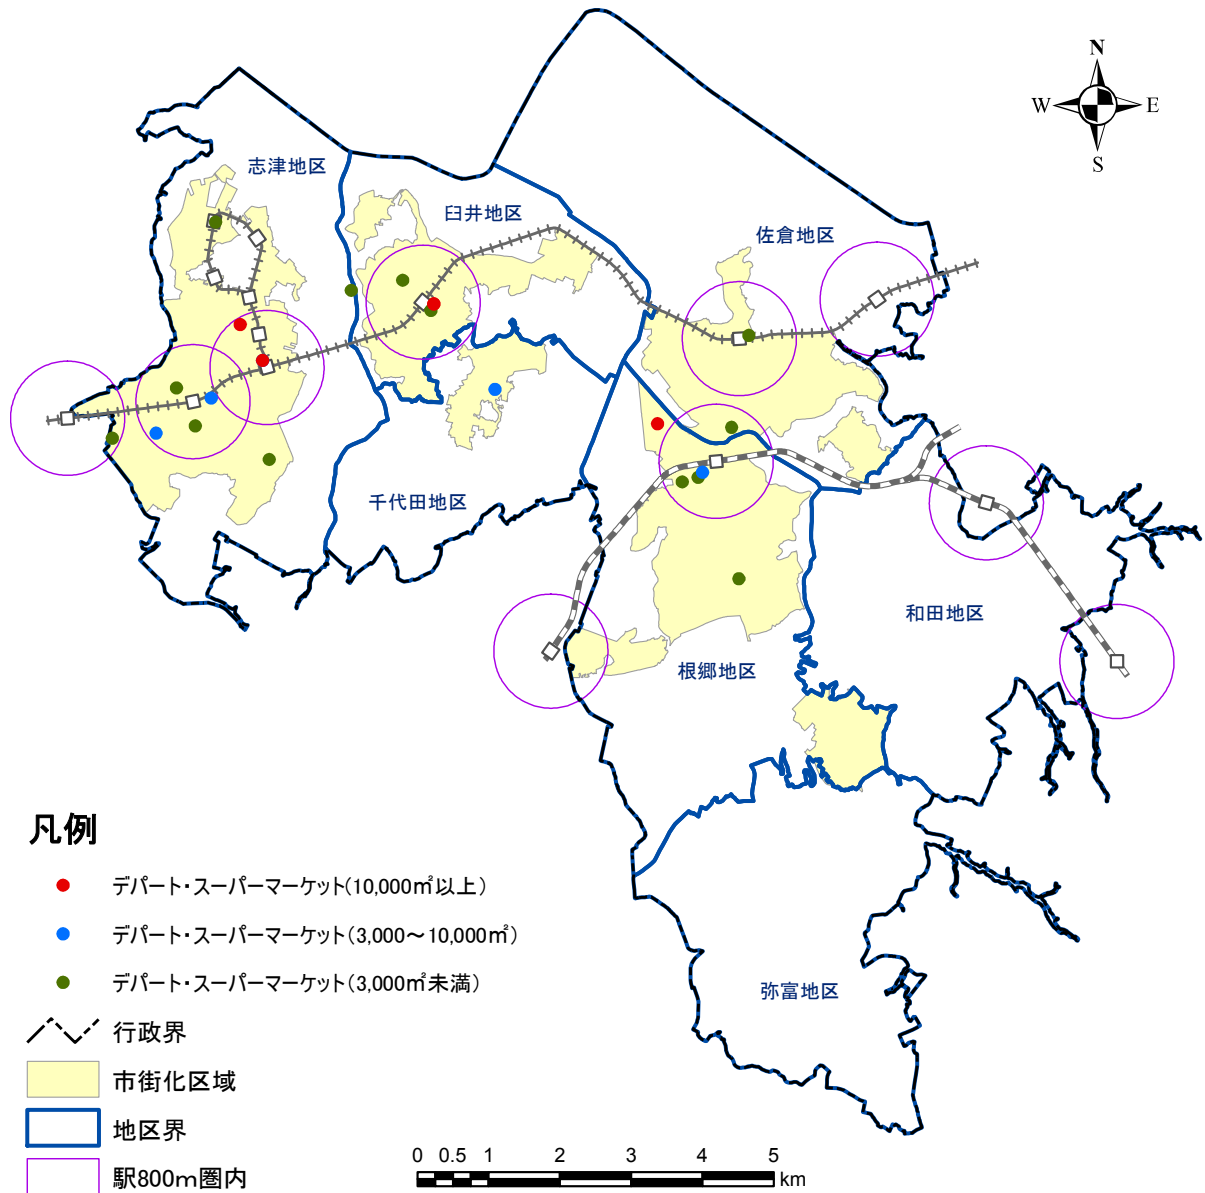 N
W E
S
志津地区
臼井地区
佐倉地区
千代田地区
和田地区
根郷地区
弥富地区
凡例
デパート・スーパーマーケット(10,000㎡以上)
デパート・スーパーマーケット(3,000～10,000㎡)
デパート・スーパーマーケット(3,000㎡未満)
行政界
市街化区域
地区界
駅800m圏内
0 0.5 1 2 3 4 5
km